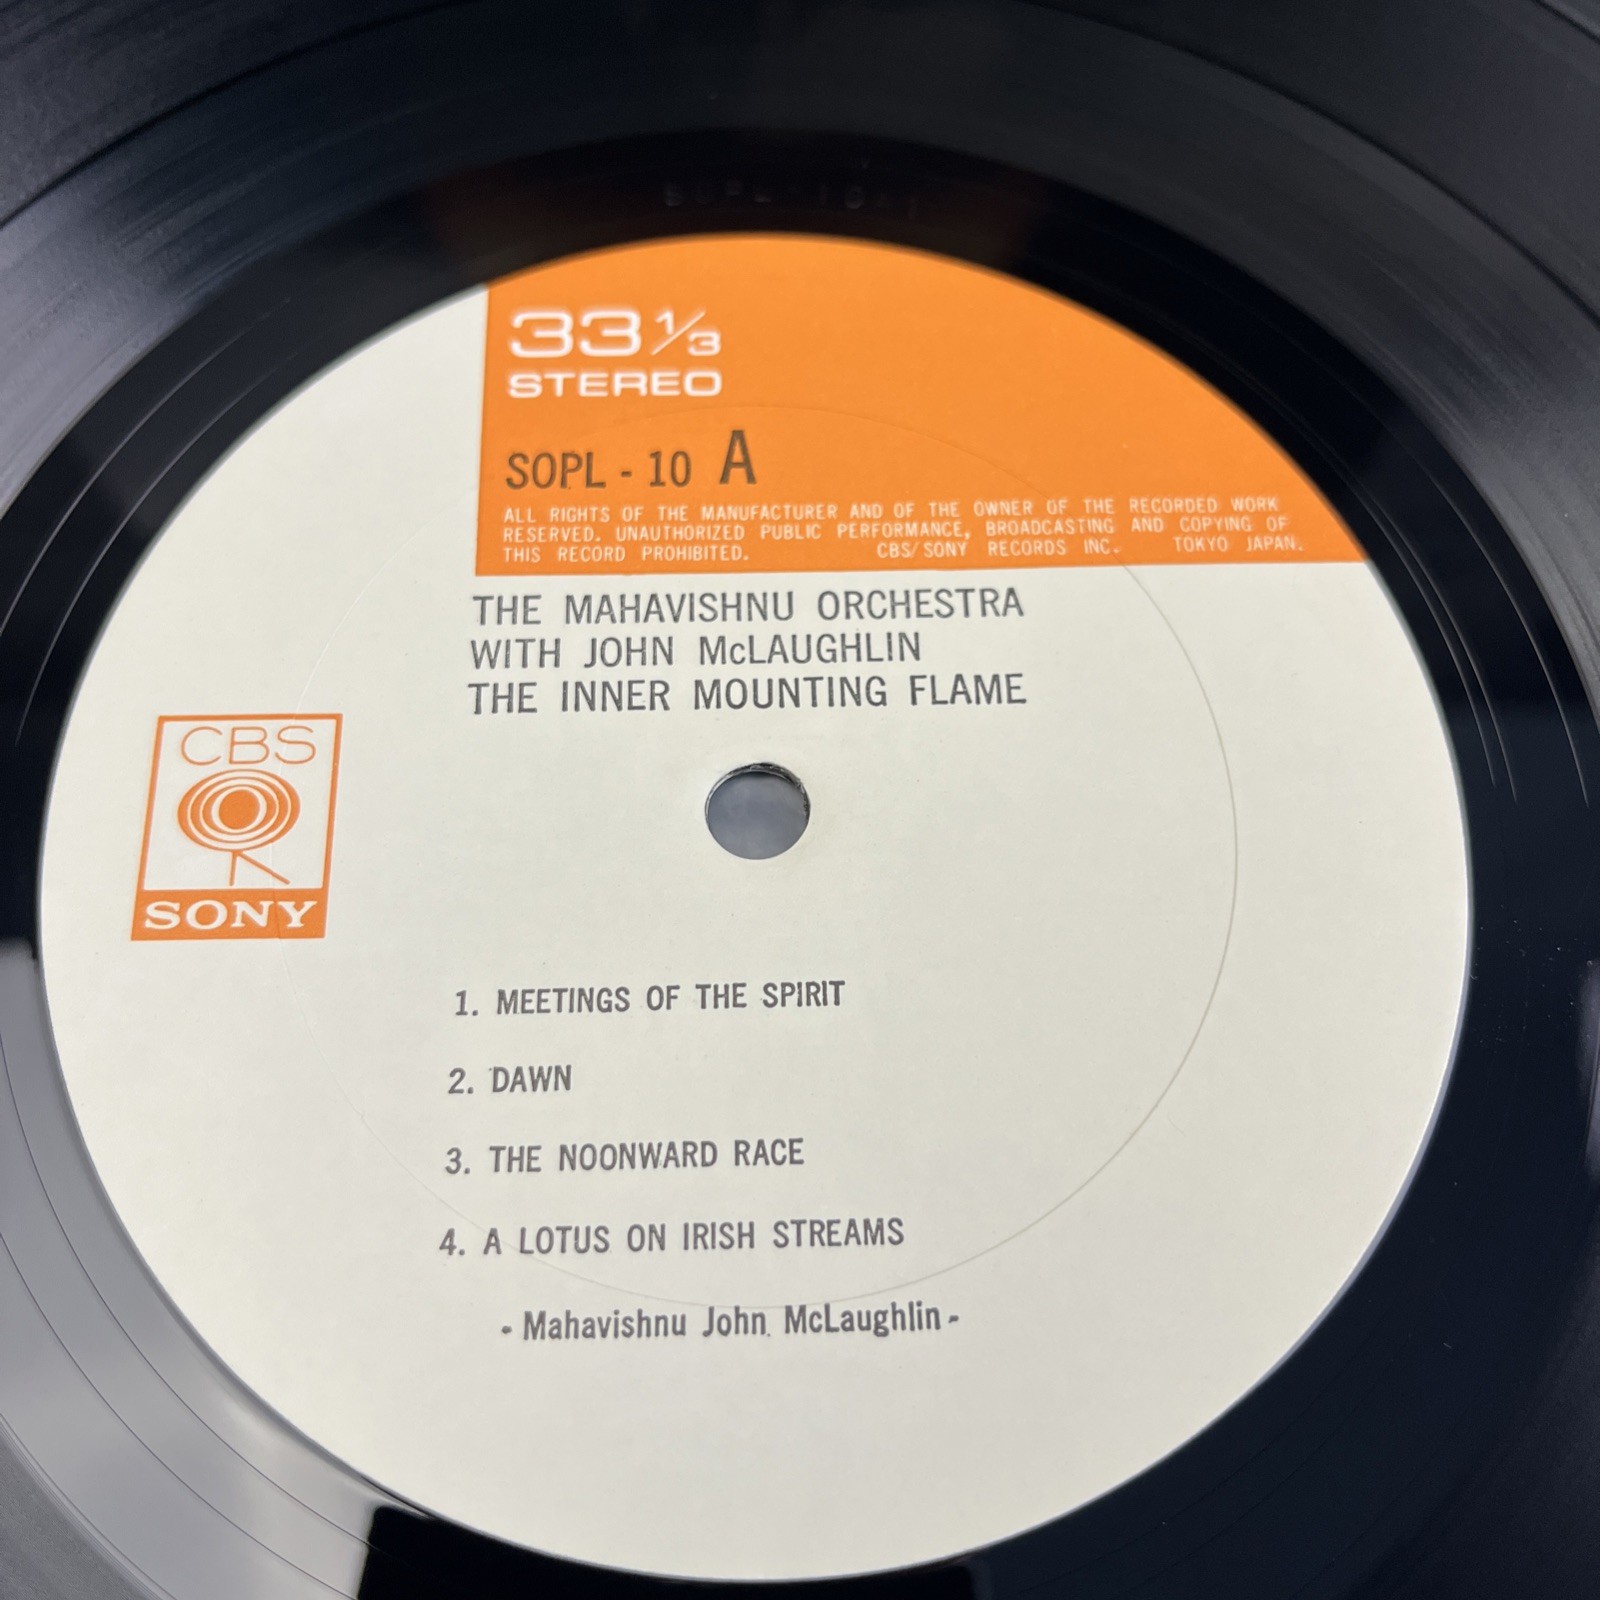 33 1/3
STEREO
SOPL - 10 A
ALL RIGHTS OF THE MANUFACTURER AND OF THE OWNER OF THE RECORDED WORK
RESERVED. UNAUTHORIZED PUBLIC PERFORMANCE, BROADCASTING AND COPYING OF
THIS RECORD PROHIBITED. CBS/SONY RECORDS INC. TOKYO JAPAN.
THE MAHAVISHNU ORCHESTRA
WITH JOHN McLAUGHLIN
THE INNER MOUNTING FLAME
CBS
SONY
1. MEETINGS OF THE SPIRIT
2. DAWN
3. THE NOONWARD RACE
4. A LOTUS ON IRISH STREAMS
- Mahavishnu John McLaughlin -